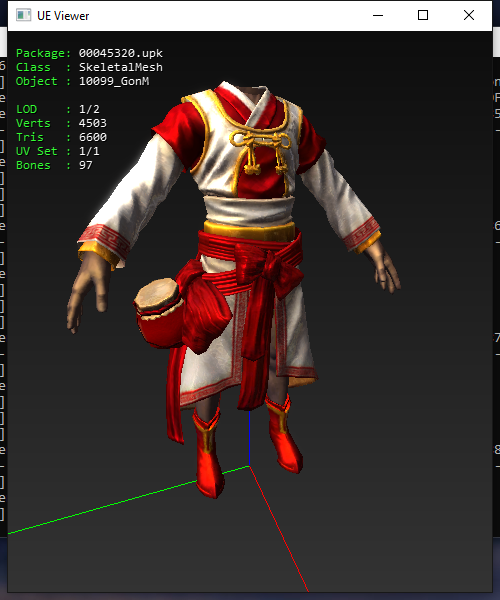 UE Viewer
Package: 00045320.upk
Class : SkeletalMesh
Object : 10099_GonM
LOD : 1/2
Verts : 4503
Tris : 6600
UV Set : 1/1
Bones : 97